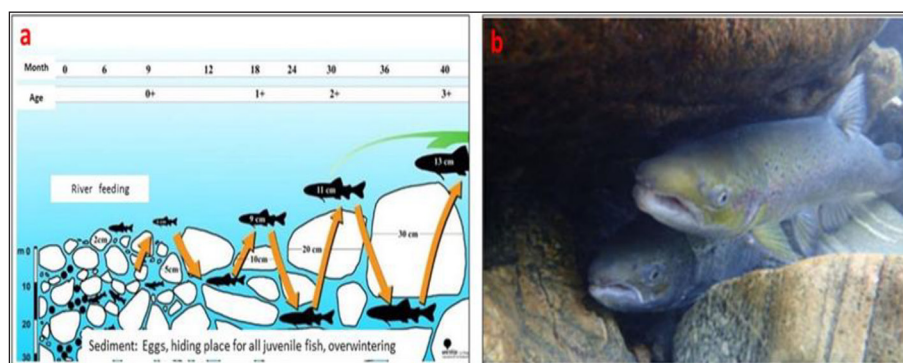 a
Month 0 6 9 12 18 24 30 36 40
Age 0+ 1+ 2+ 3+
River feeding
13 cm
11 cm
9 cm
2cm
30 cm
20 cm
10cm
5cm
m 0
10
20
30
Sediment: Eggs, hiding place for all juvenile fish, overwintering
b